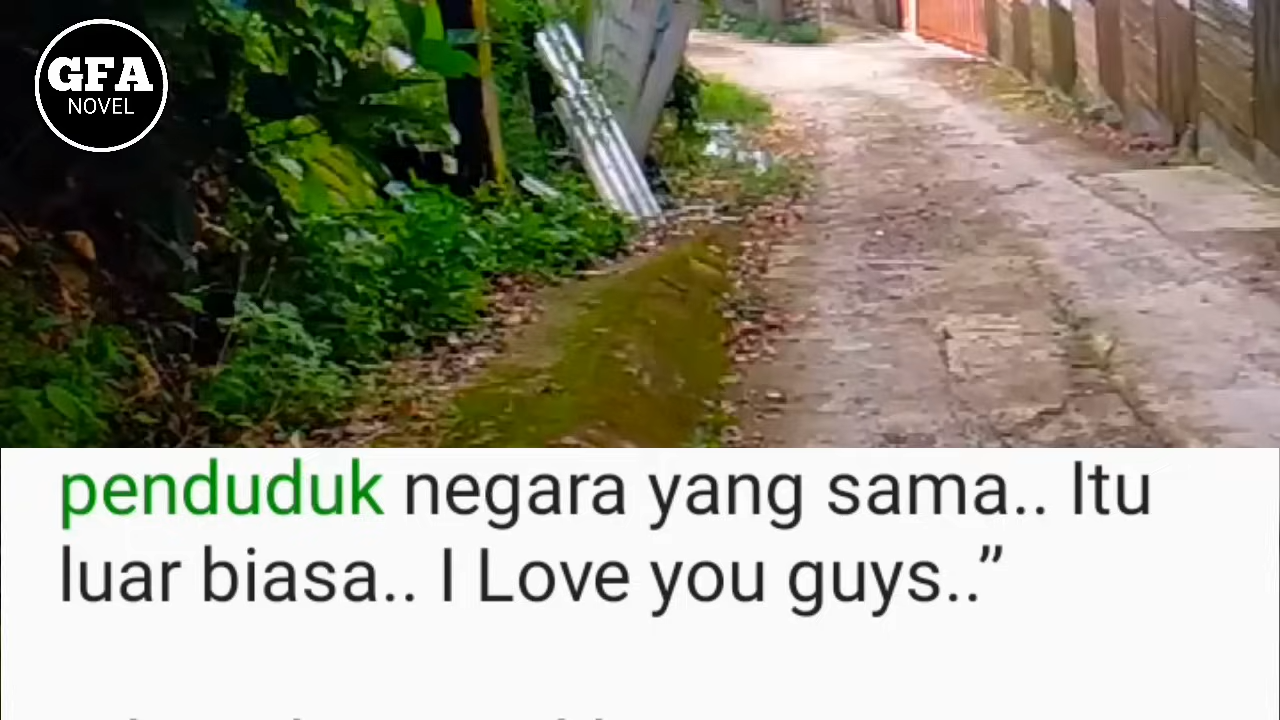 GFA
NOVEL
penduduk negara yang sama.. Itu
luar biasa.. I Love you guys..”